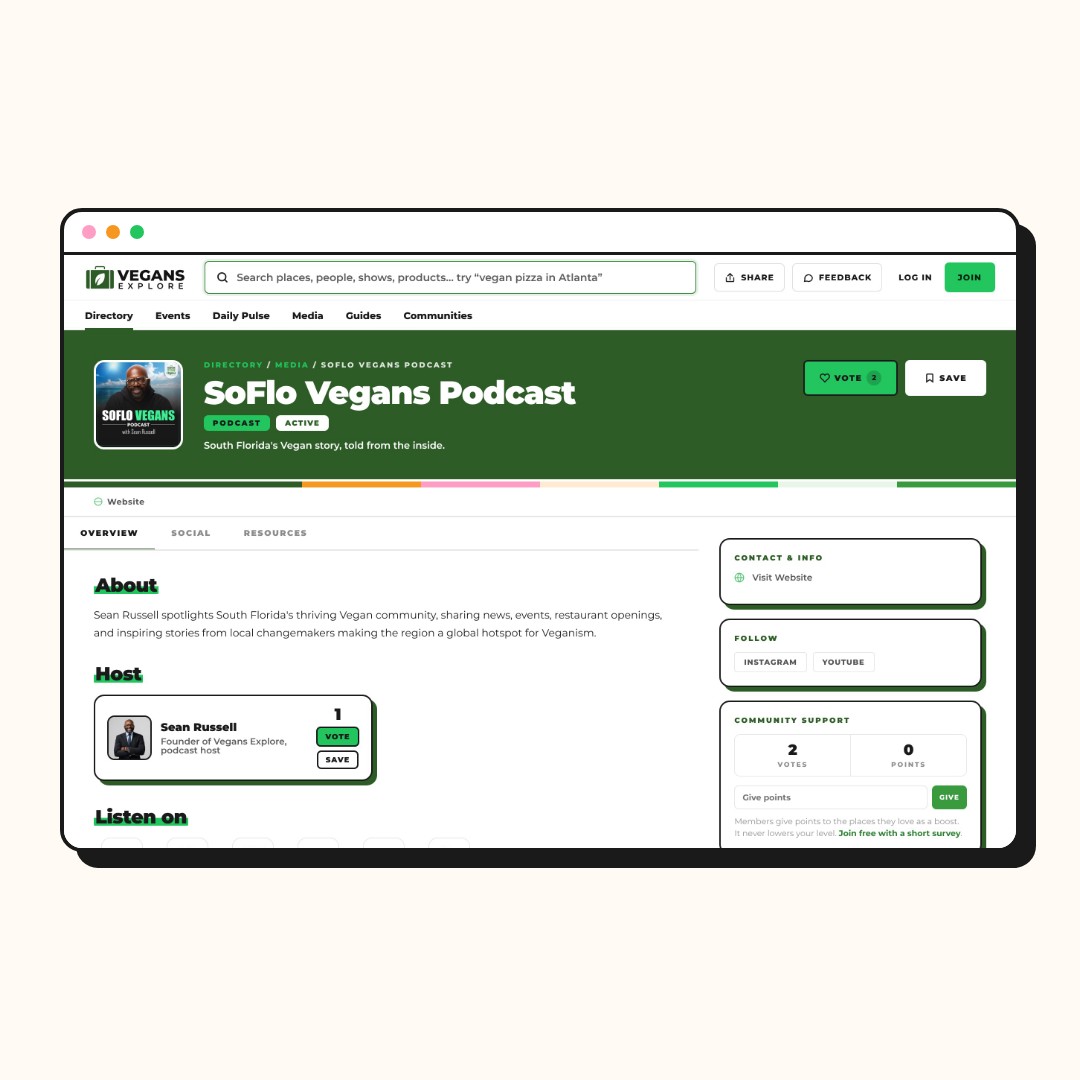 VEGANS
EXPLORE
Search places, people, shows, products... try “vegan pizza in Atlanta”
SHARE
FEEDBACK
LOG IN
JOIN
Directory
Events
Daily Pulse
Media
Guides
Communities
SOFLO VEGANS
PODCAST
with Sean Russell
DIRECTORY / MEDIA / SOFLO VEGANS PODCAST
SoFlo Vegans Podcast
PODCAST
ACTIVE
South Florida's Vegan story, told from the inside.
VOTE 2
SAVE
Website
OVERVIEW
SOCIAL
RESOURCES
About
Sean Russell spotlights South Florida's thriving Vegan community, sharing news, events, restaurant openings,
and inspiring stories from local changemakers making the region a global hotspot for Veganism.
Host
Sean Russell
Founder of Vegans Explore,
podcast host
1
VOTE
SAVE
Listen on
CONTACT & INFO
Visit Website
FOLLOW
INSTAGRAM
YOUTUBE
COMMUNITY SUPPORT
2
VOTES
0
POINTS
Give points
GIVE
Members give points to the places they love as a boost.
It never lowers your level. Join free with a short survey.